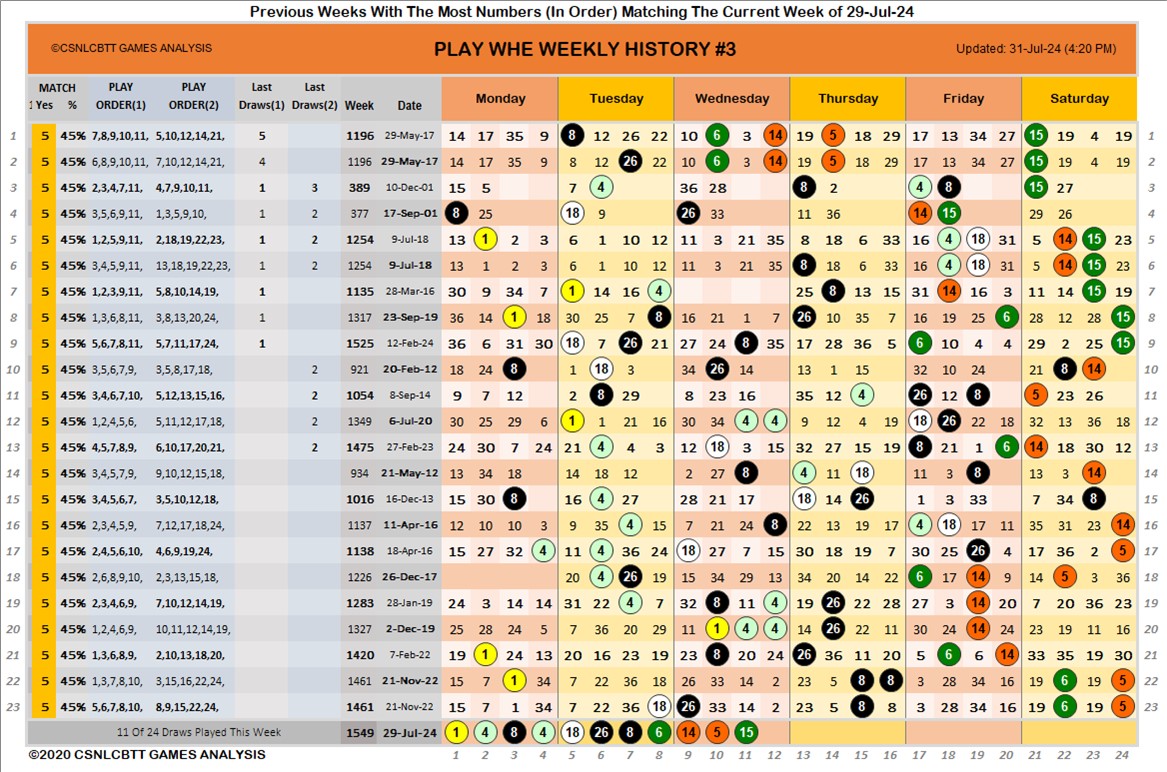 Previous Weeks With The Most Numbers (In Order) Matching The Current Week of 29-Jul-24
©CSNLCBTT GAMES ANALYSIS PLAY WHE WEEKLY HISTORY #3 Updated: 31-Jul-24 (4:20 PM)
MATCH PLAY PLAY Last Last
1 Yes % ORDER(1) ORDER(2) Draws(1) Draws(2) Week Date Monday Tuesday Wednesday Thursday Friday Saturday
1 5 45% 7,8,9,10,11, 5,10,12,14,21, 5 1196 29-May-17 14 17 35 9 8 12 26 22 10 6 3 14 19 5 18 29 17 13 34 27 15 19 4 19 1
2 5 45% 6,8,9,10,11, 7,10,12,14,21, 4 1196 29-May-17 14 17 35 9 8 12 26 22 10 6 3 14 19 5 18 29 17 13 34 27 15 19 4 19 2
3 5 45% 2,3,4,7,11, 4,7,9,10,11, 1 3 389 10-Dec-01 15 5 7 4 36 28 8 2 4 8 15 27 3
4 5 45% 3,5,6,9,11, 1,3,5,9,10, 1 2 377 17-Sep-01 8 25 18 9 26 33 11 36 14 15 29 26 4
5 5 45% 1,2,5,9,11, 2,18,19,22,23, 1 2 1254 9-Jul-18 13 1 2 3 6 1 10 12 11 3 21 35 8 18 6 33 16 4 18 31 5 14 15 23 5
6 5 45% 3,4,5,9,11, 13,18,19,22,23, 1 2 1254 9-Jul-18 13 1 2 3 6 1 10 12 11 3 21 35 8 18 6 33 16 4 18 31 5 14 15 23 6
7 5 45% 1,2,3,9,11, 5,8,10,14,19, 1 1135 28-Mar-16 30 9 34 7 1 14 16 4 25 8 13 15 31 14 16 3 11 14 15 19 7
8 5 45% 1,3,6,8,11, 3,8,13,20,24, 1 1317 23-Sep-19 36 14 1 18 30 25 7 8 16 21 1 7 26 10 35 7 16 19 25 6 28 12 28 15 8
9 5 45% 5,6,7,8,11, 5,7,11,17,24, 1 1525 12-Feb-24 36 6 31 30 18 7 26 21 27 24 8 35 17 28 36 5 6 10 4 4 29 2 25 15 9
10 5 45% 3,5,6,7,9, 3,5,8,17,18, 2 921 20-Feb-12 18 24 8 1 18 3 34 26 14 13 1 15 32 10 24 21 8 14 10
11 5 45% 3,4,6,7,10, 5,12,13,15,16, 2 1054 8-Sep-14 9 7 12 6 8 29 8 23 16 35 12 4 26 12 8 5 23 26 11
12 5 45% 1,2,4,5,6, 5,11,12,17,18, 2 1349 6-Jul-20 30 25 29 6 1 1 21 16 30 34 4 4 9 12 4 19 18 26 22 18 32 13 36 18 12
13 5 45% 4,5,7,8,9, 6,10,17,20,21, 2 1475 27-Feb-23 24 30 7 24 21 4 4 3 12 18 3 15 32 27 15 19 8 21 1 6 14 18 30 12 13
14 5 45% 3,4,5,7,9, 9,10,12,15,18, 934 21-May-12 13 34 18 14 18 12 2 27 8 4 11 18 11 3 8 13 3 14 14
15 5 45% 3,4,5,6,7, 3,5,10,12,18, 1016 16-Dec-13 15 30 8 16 4 27 28 21 17 18 14 26 1 3 33 7 34 8 15
16 5 45% 2,3,4,5,9, 7,12,17,18,24, 1137 11-Apr-16 12 10 10 3 9 35 4 15 7 21 24 8 22 13 19 17 4 18 17 11 35 31 23 14 16
17 5 45% 2,4,5,6,10, 4,6,9,19,24, 1138 18-Apr-16 15 27 32 4 11 4 36 24 18 27 7 15 30 18 19 7 30 25 26 4 17 36 2 5 17
18 5 45% 2,6,8,9,10, 2,3,13,15,18, 1226 26-Dec-17 20 4 26 19 15 34 29 13 34 20 14 22 6 17 14 9 14 5 3 36 18
19 5 45% 2,3,4,6,9, 7,10,12,14,19, 1283 28-Jan-19 24 3 14 14 31 22 4 7 32 8 11 4 19 26 22 28 27 3 14 20 7 20 36 23 19
20 5 45% 1,2,4,6,9, 10,11,12,14,19, 1327 2-Dec-19 25 28 24 5 7 36 20 29 11 1 4 4 14 26 22 11 30 24 14 24 23 19 11 16 20
21 5 45% 1,3,6,8,9, 2,10,13,18,20, 1420 7-Feb-22 19 1 24 13 20 16 23 19 23 8 20 24 26 36 11 20 5 6 6 14 33 35 19 30 21
22 5 45% 1,3,7,8,10, 3,15,16,22,24, 1461 21-Nov-22 15 7 1 34 7 22 36 18 26 33 14 2 23 5 8 8 3 28 34 16 19 6 19 5 22
23 5 45% 5,6,7,8,10, 8,9,15,22,24, 1461 21-Nov-22 15 7 1 34 7 22 36 18 26 33 14 2 23 5 8 8 3 28 34 16 19 6 19 5 23
11 Of 24 Draws Played This Week 1549 29-Jul-24 1 4 8 4 18 26 8 6 14 5 15
©2020 CSNLCBTT GAMES ANALYSIS 1 2 3 4 5 6 7 8 9 10 11 12 13 14 15 16 17 18 19 20 21 22 23 24